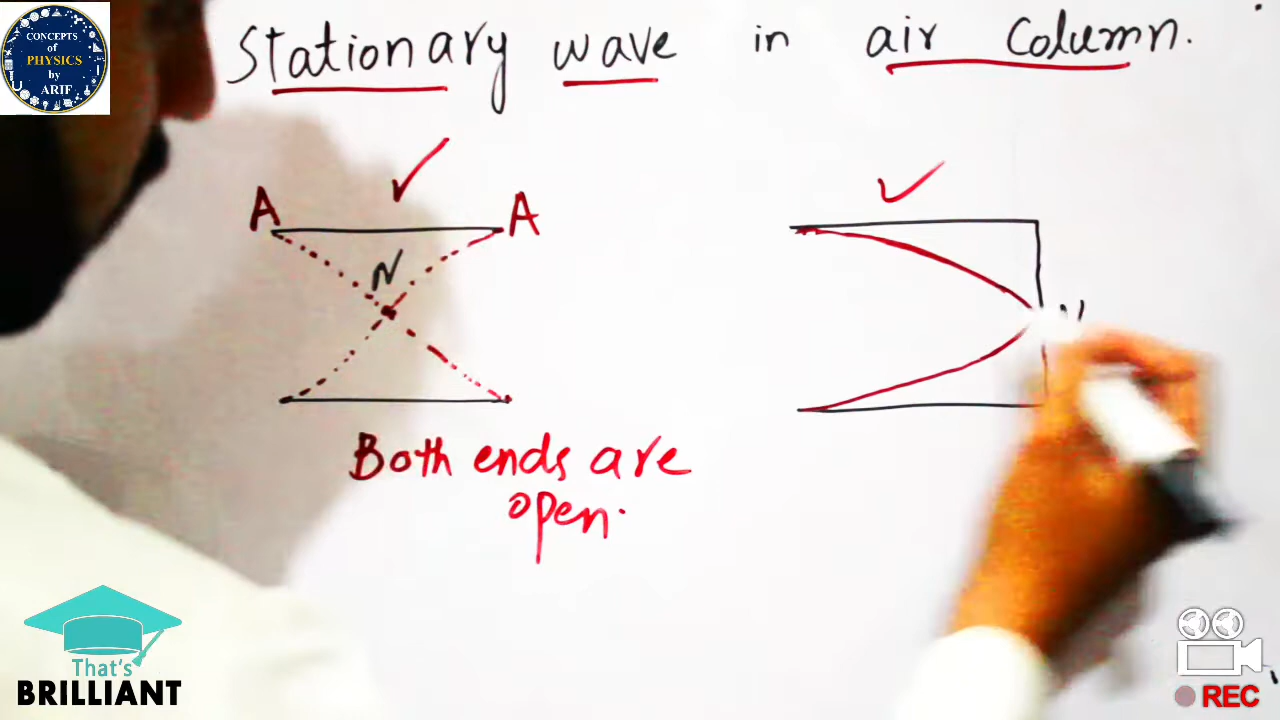 Stationary wave in air Column.
CONCEPTS
of
PHYSICS
by
ARIF
A A
N
Both ends are
open.
That's
BRILLIANT
REC